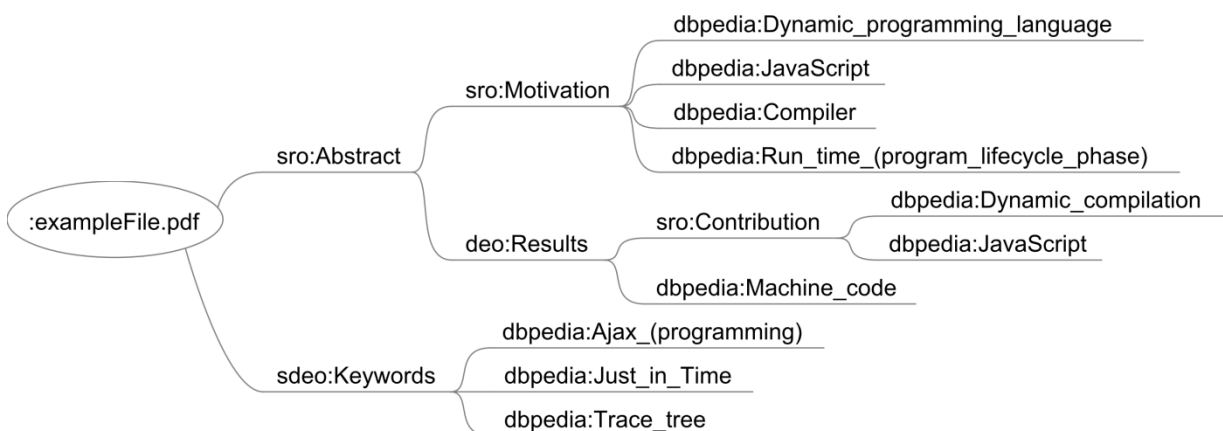 dbpedia:Dynamic_programming_language
dbpedia:JavaScript
sro:Motivation
dbpedia:Compiler
sro:Abstract
dbpedia:Run_time_(program_lifecycle_phase)
:exampleFile.pdf
dbpedia:Dynamic_compilation
sro:Contribution
deo:Results
dbpedia:JavaScript
dbpedia:Machine_code
dbpedia:Ajax_(programming)
sdeo:Keywords
dbpedia:Just_in_Time
dbpedia:Trace_tree